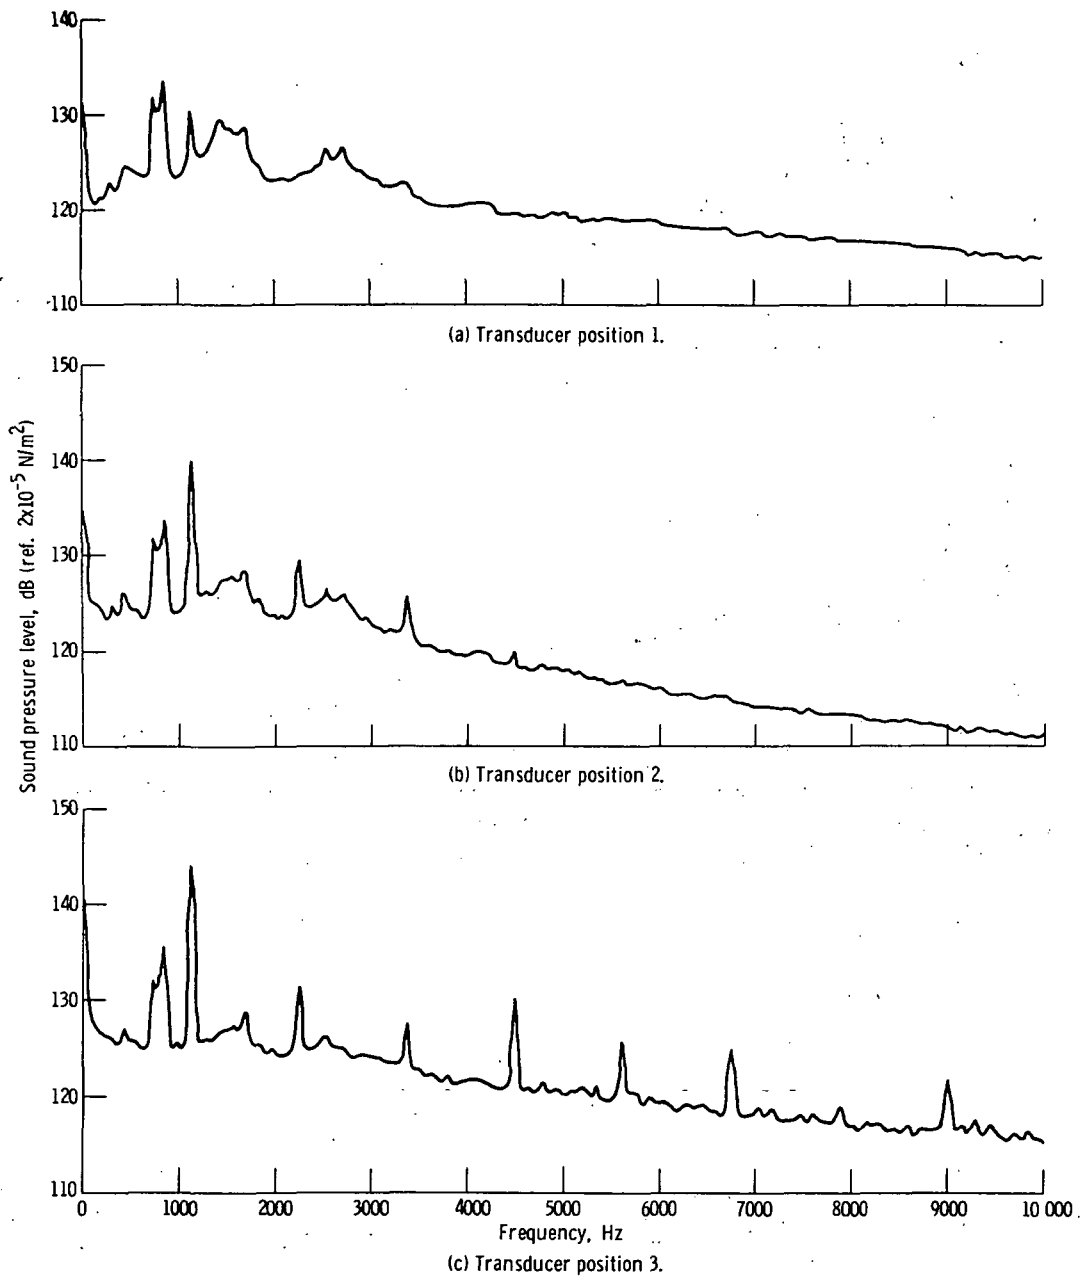 140
130
120
110
(a) Transducer position 1.
Sound pressure level, dB (ref. 2x10⁻⁵ N/m²)
150
140
130
120
110
(b) Transducer position 2.
150
140
130
120
110
0 1000 2000 3000 4000 5000 6000 7000 8000 9000 10 000
Frequency, Hz
(c) Transducer position 3.